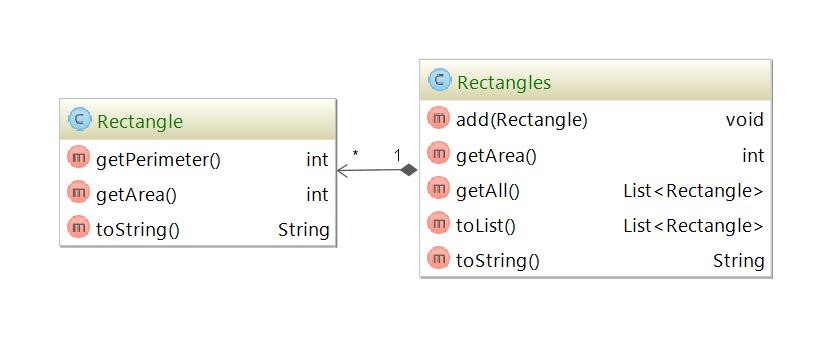 C Rectangle
m getPerimeter() int
m getArea() int
m toString() String
* 1
C Rectangles
m add(Rectangle) void
m getArea() int
m getAll() List<Rectangle>
m toList() List<Rectangle>
m toString() String